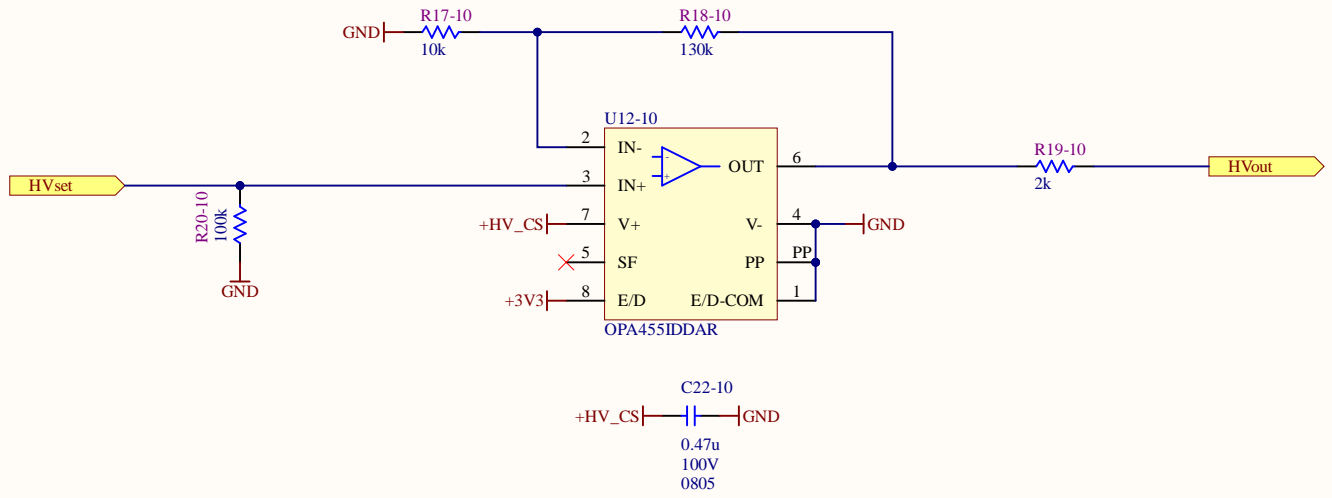 R17-10
R18-10
GND
10k
130k
U12-10
2
IN-
OUT
6
R19-10
2k
HVout
HVset
3
IN+
R20-10
100k
GND
+HV_CS
7
V+
V-
4
GND
5
SF
PP
PP
+3V3
8
E/D
E/D-COM
1
OPA455IDDAR
C22-10
+HV_CS
GND
0.47u
100V
0805